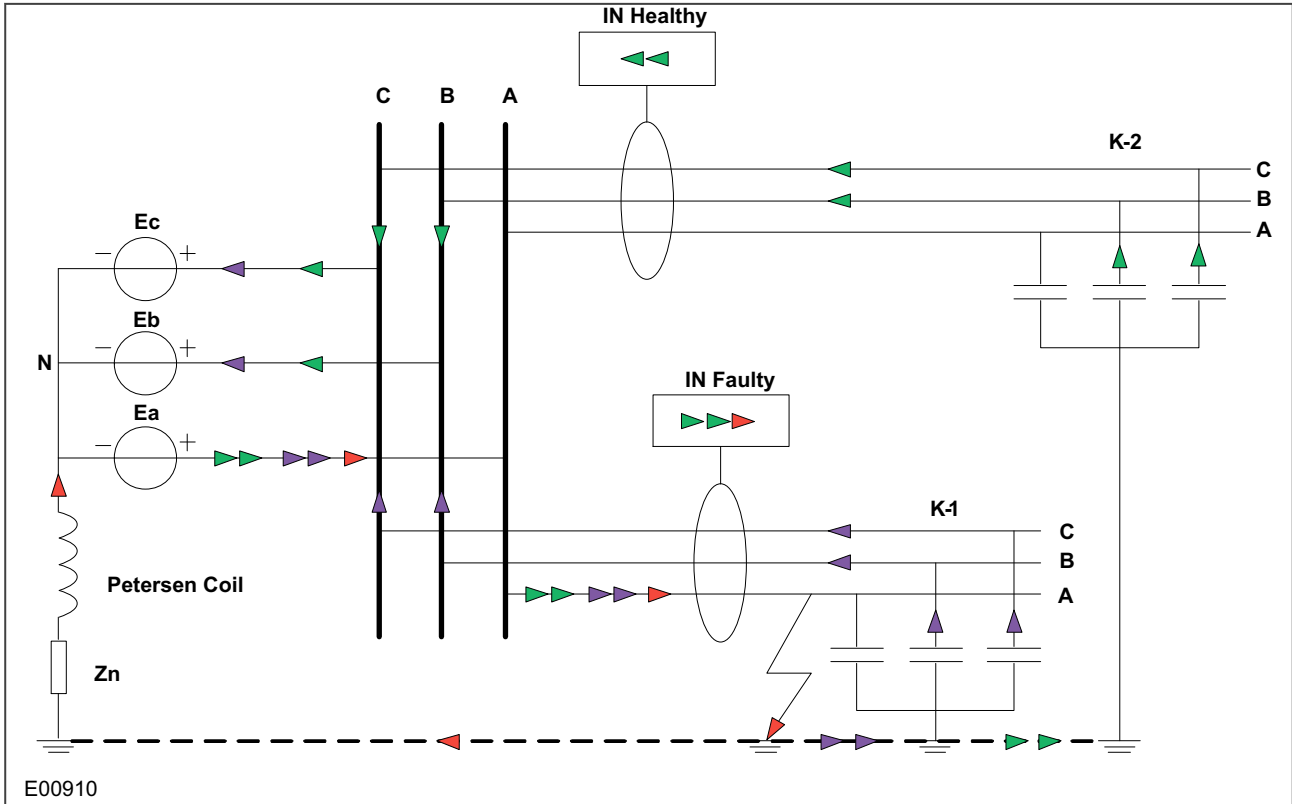 IN Healthy
C B A
K-2
C
B
A
Ec
− +
Eb
− +
N
Ea
− +
IN Faulty
K-1
C
B
A
Petersen Coil
Zn
E00910